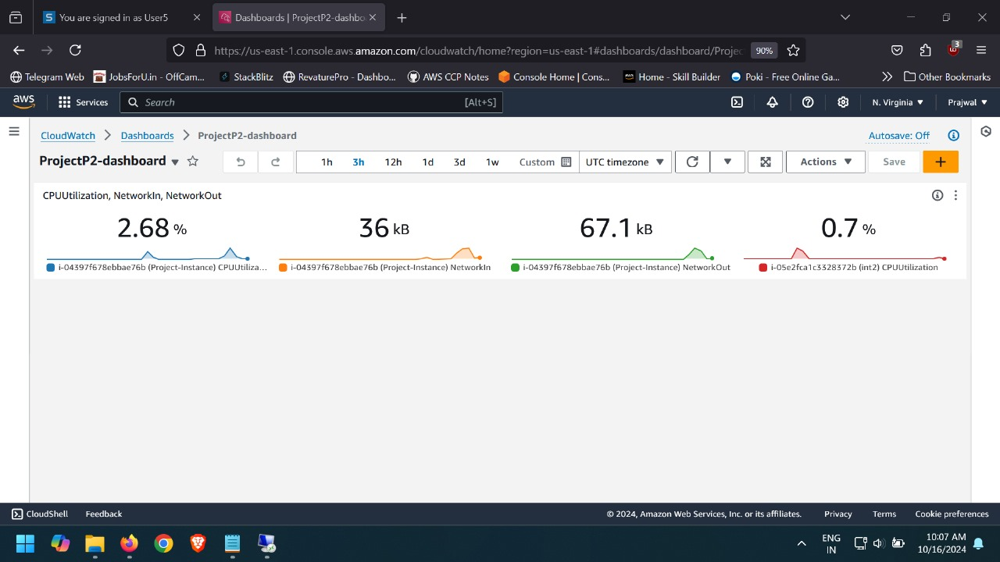 You are signed in as User5
Dashboards | ProjectP2-dashbo
https://us-east-1.console.aws.amazon.com/cloudwatch/home?region=us-east-1#dashboards/dashboard/Projec
90%
3
Telegram Web
JobsForU.in - OffCam...
StackBlitz
RevaturePro - Dashbo...
AWS CCP Notes
Console Home | Cons...
Home - Skill Builder
Poki - Free Online Ga...
Other Bookmarks
aws
Services
Search
[Alt+S]
N. Virginia
Prajwal
CloudWatch
Dashboards
ProjectP2-dashboard
Autosave: Off
ProjectP2-dashboard
1h
3h
12h
1d
3d
1w
Custom
UTC timezone
Actions
Save
CPUUtilization, NetworkIn, NetworkOut
2.68 %
36 kB
67.1 kB
0.7 %
i-04397f678ebbae76b (Project-Instance) CPUUtiliza...
i-04397f678ebbae76b (Project-Instance) NetworkIn
i-04397f678ebbae76b (Project-Instance) NetworkOut
i-05e2fca1c3328372b (int2) CPUUtilization
CloudShell
Feedback
© 2024, Amazon Web Services, Inc. or its affiliates.
Privacy
Terms
Cookie preferences
ENG
IN
10:07 AM
10/16/2024